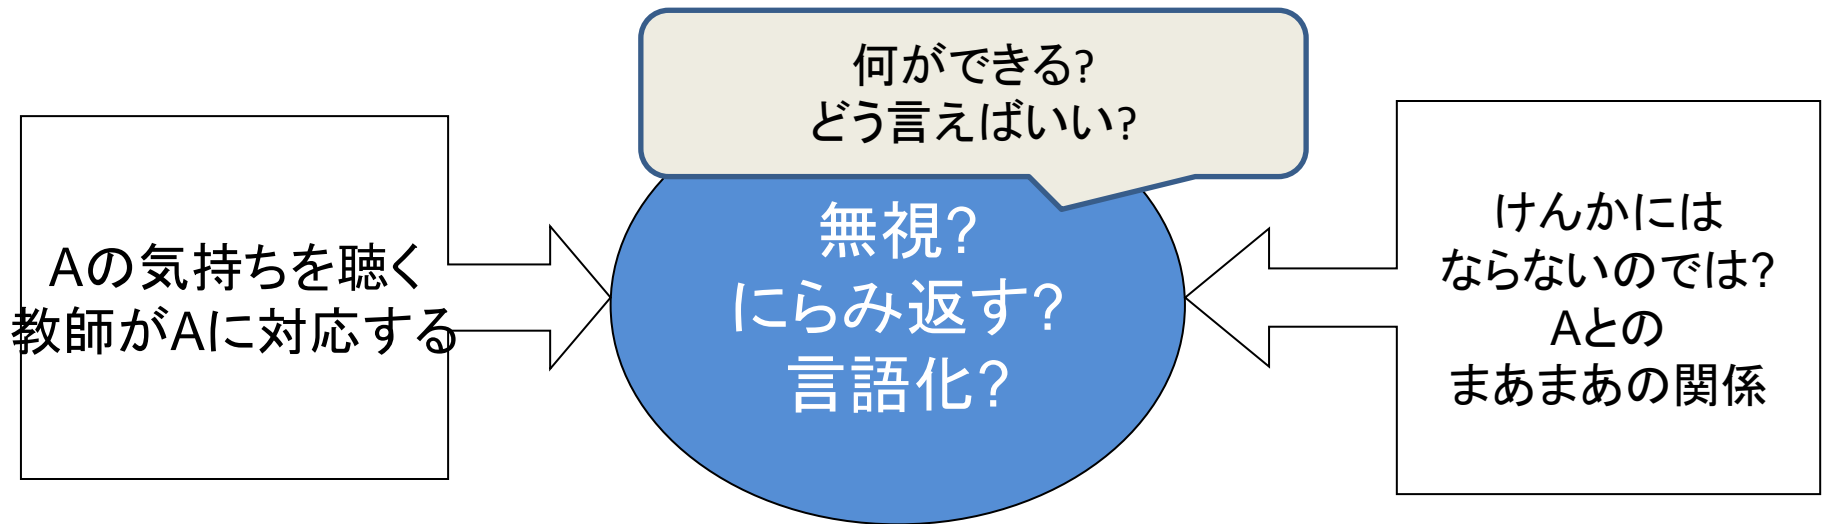 何ができる?
どう言えばいい?
Aの気持ちを聴く
教師がAに対応する
無視?
にらみ返す?
言語化?
けんかには
ならないのでは?
Aとの
まあまあの関係